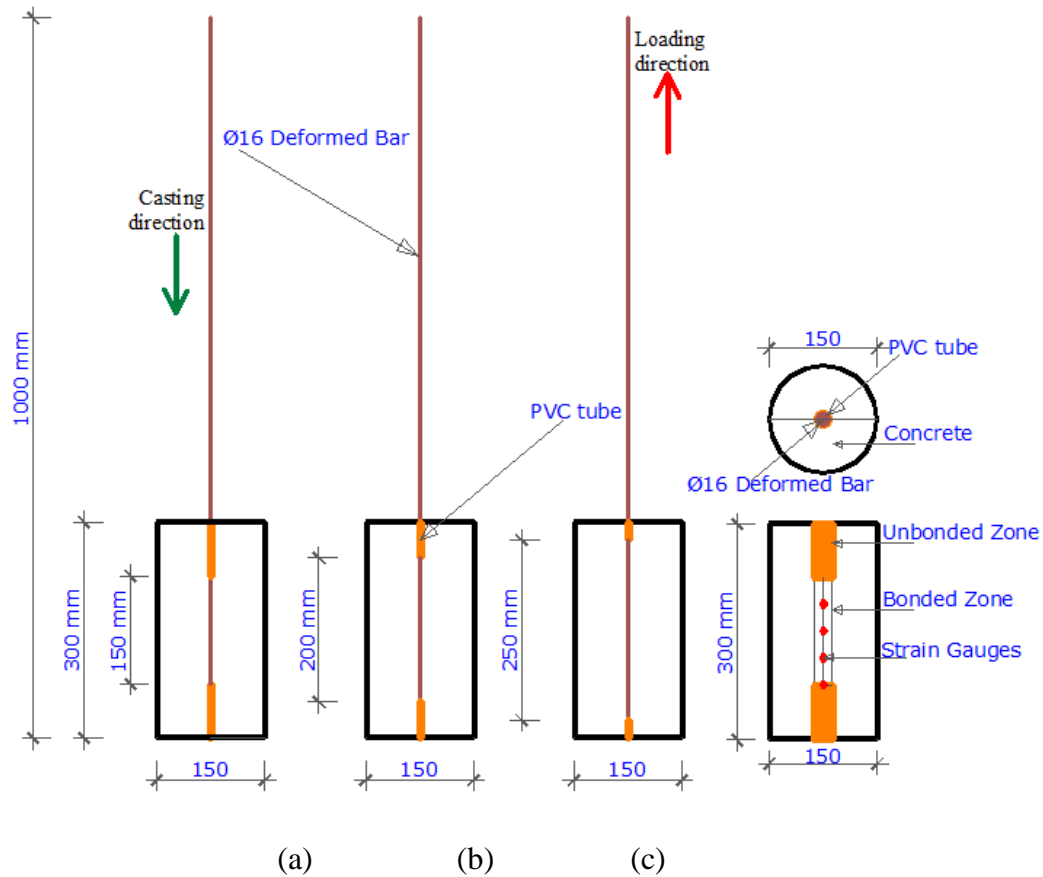 Loading
direction
Ø16 Deformed Bar
Casting
direction
1000 mm
150
PVC tube
PVC tube
Concrete
Ø16 Deformed Bar
300 mm
150 mm
200 mm
250 mm
300 mm
Unbonded Zone
Bonded Zone
Strain Gauges
150
150
150
150
(a)
(b)
(c)